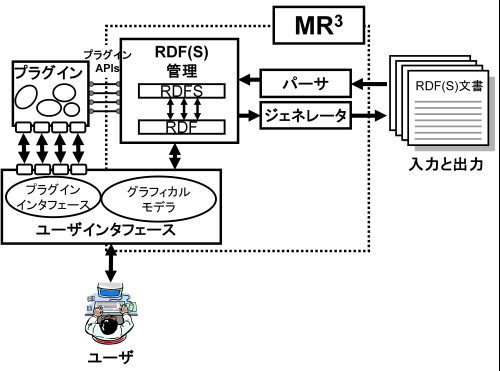 MR³
プラグイン
APIs
RDF(S)
管理
RDFS
RDF
プラグイン
パーサ
ジェネレータ
RDF(S)文書
入力と出力
プラグイン
インタフェース
グラフィカル
モデラ
ユーザインタフェース
ユーザ